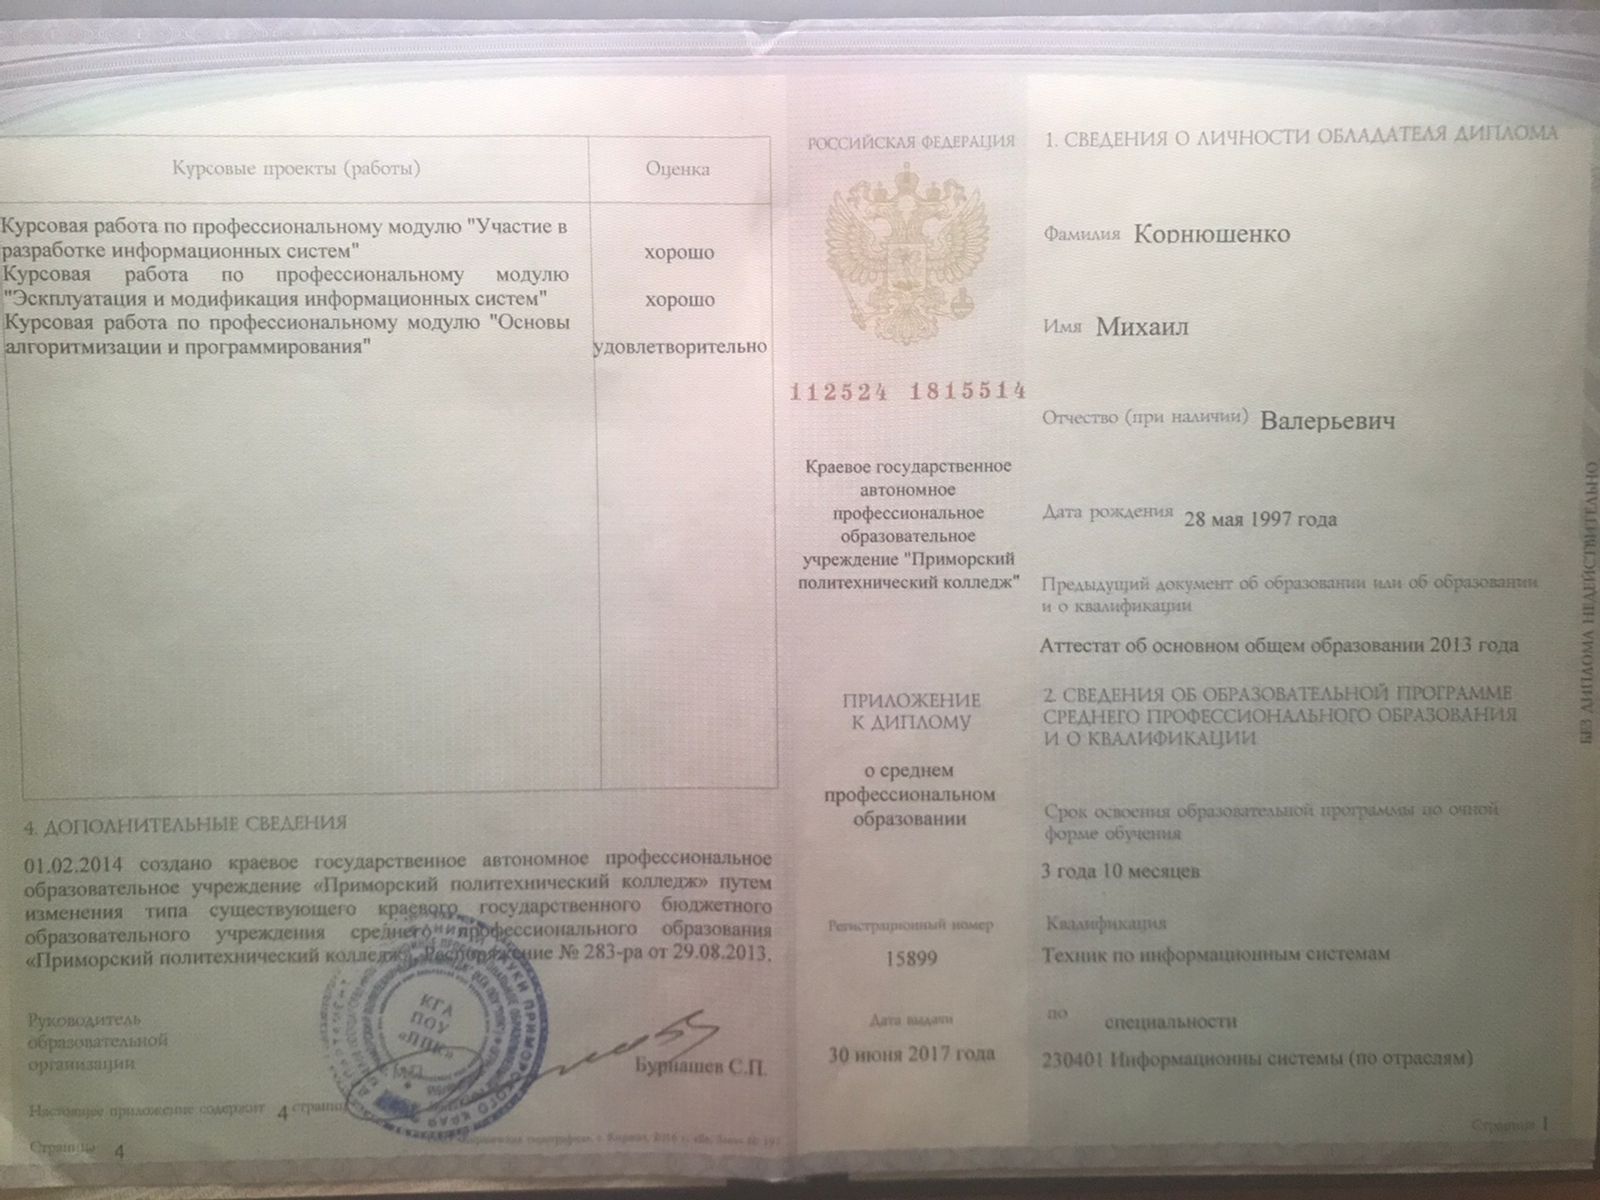 Курсовые проекты (работы)
Оценка
Курсовая работа по профессиональному модулю "Участие в
разработке информационных систем"
хорошо
Курсовая работа по профессиональному модулю
"Эскплуатация и модификация информационных систем"
хорошо
Курсовая работа по профессиональному модулю "Основы
алгоритмизации и программирования"
удовлетворительно
4. ДОПОЛНИТЕЛЬНЫЕ СВЕДЕНИЯ
01.02.2014 создано краевое государственное автономное профессиональное
образовательное учреждение «Приморский политехнический колледж» путем
изменения типа существующего краевого государственного бюджетного
образовательного учреждения среднего профессионального образования
«Приморский политехнический колледж». Распоряжение № 283-ра от 29.08.2013.
Руководитель
образовательной
организации
Бурнашев С.П.
КГА
ПОУ
«ППК»
М.П.
Настоящее приложение содержит 4 страниц
Страница 4
РОССИЙСКАЯ ФЕДЕРАЦИЯ
112524 1815514
Краевое государственное
автономное
профессиональное
образовательное
учреждение "Приморский
политехнический колледж"
ПРИЛОЖЕНИЕ
К ДИПЛОМУ
о среднем
профессиональном
образовании
Регистрационный номер
15899
Дата выдачи
30 июня 2017 года
1. СВЕДЕНИЯ О ЛИЧНОСТИ ОБЛАДАТЕЛЯ ДИПЛОМА
Фамилия Корнюшенко
Имя Михаил
Отчество (при наличии) Валерьевич
Дата рождения 28 мая 1997 года
Предыдущий документ об образовании или об образовании
и о квалификации
Аттестат об основном общем образовании 2013 года
2. СВЕДЕНИЯ ОБ ОБРАЗОВАТЕЛЬНОЙ ПРОГРАММЕ
СРЕДНЕГО ПРОФЕССИОНАЛЬНОГО ОБРАЗОВАНИЯ
И О КВАЛИФИКАЦИИ
Срок освоения образовательной программы по очной
форме обучения
3 года 10 месяцев
Квалификация
Техник по информационным системам
по специальности
230401 Информационны системы (по отраслям)
Страница 1
БЕЗ ДИПЛОМА НЕДЕЙСТВИТЕЛЬНО